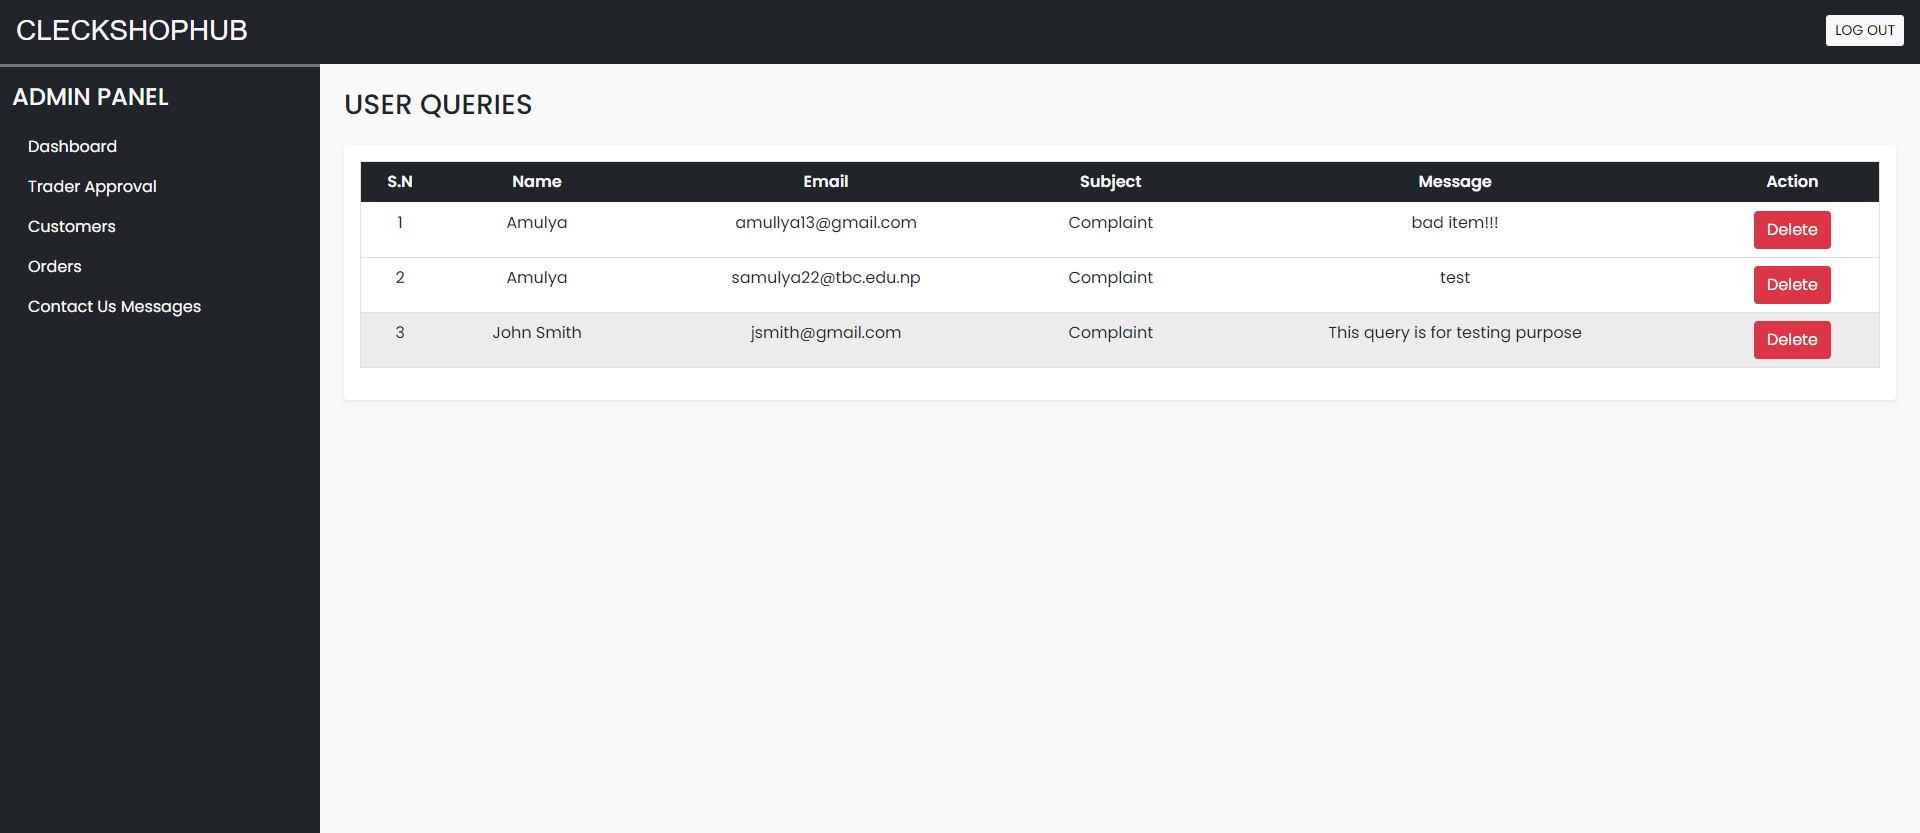 CLECKSHOPHUB
LOG OUT
ADMIN PANEL
Dashboard
Trader Approval
Customers
Orders
Contact Us Messages
USER QUERIES
S.N Name Email Subject Message Action
1 Amulya amullya13@gmail.com Complaint bad item!!! Delete
2 Amulya samulya22@tbc.edu.np Complaint test Delete
3 John Smith jsmith@gmail.com Complaint This query is for testing purpose Delete